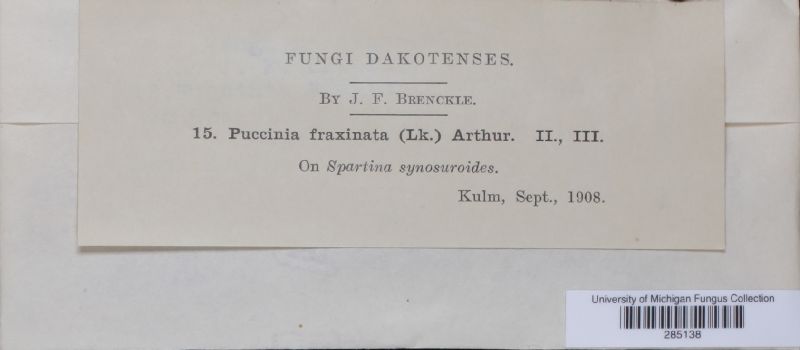 FUNGI DAKOTENSES.
BY J. F. BRENCKLE.
15. Puccinia fraxinata (Lk.) Arthur. II., III.
On Spartina synosuroides.
Kulm, Sept., 1908.
University of Michigan Fungus Collection
285138